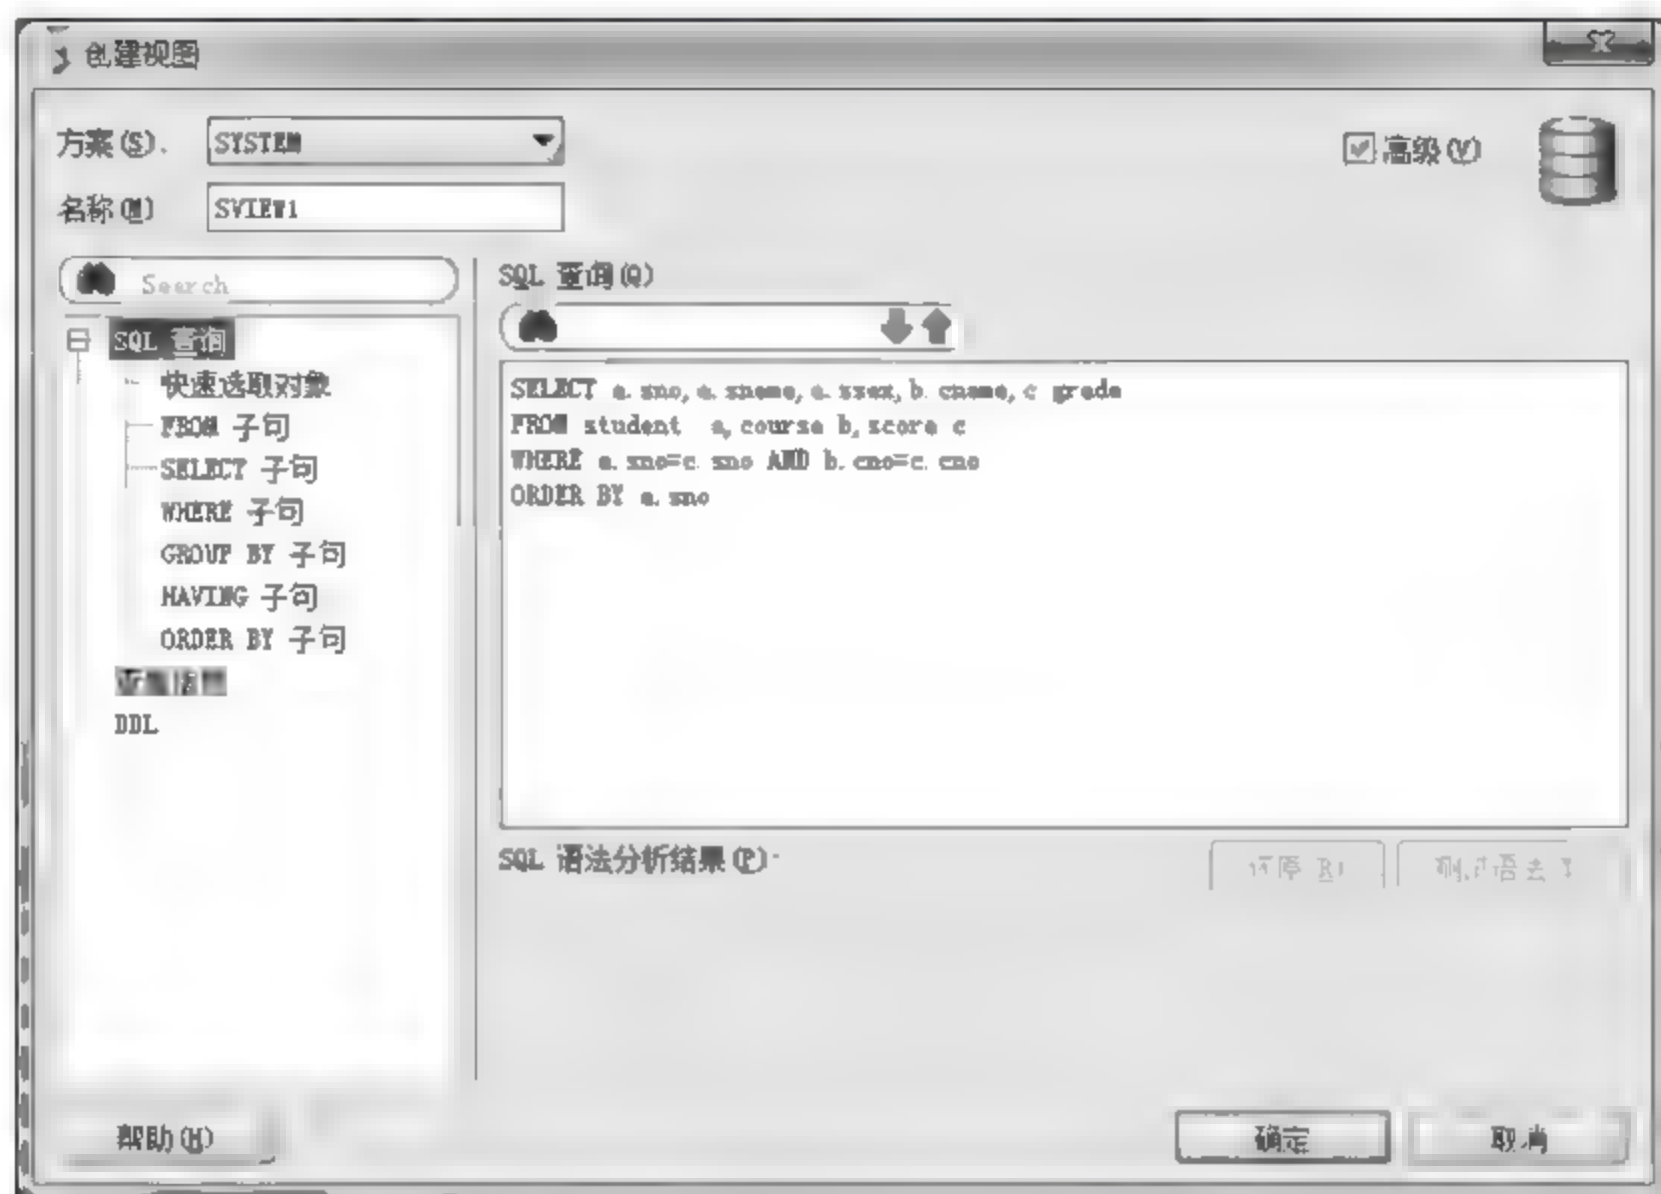 创建视图
方案(S):
SYSTEM
高级(V)
名称(N)
SVIEW1
Search
SQL 查询
快速选取对象
FROM 子句
SELECT 子句
WHERE 子句
GROUP BY 子句
HAVING 子句
ORDER BY 子句
DDL
SQL 查询(Q)
SELECT a.sno,a.sname,a.ssex,b.cname,c.grade
FROM student a,course b,score c
WHERE a.sno=c.sno AND b.cno=c.cno
ORDER BY a.sno
SQL 语法分析结果(P):
帮助(H)
确定
取消